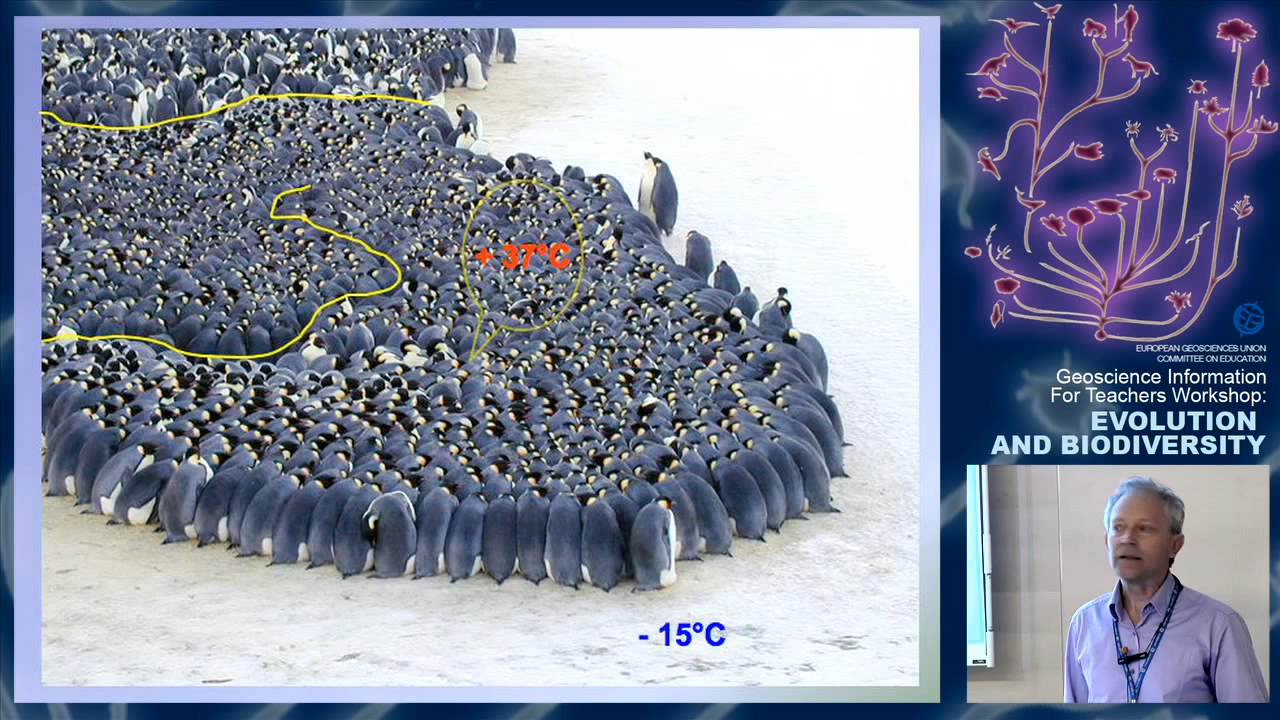 + 37°C
- 15°C
EUROPEAN GEOSCIENCES UNION
COMMITTEE ON EDUCATION
Geoscience Information
For Teachers Workshop:
EVOLUTION
AND BIODIVERSITY